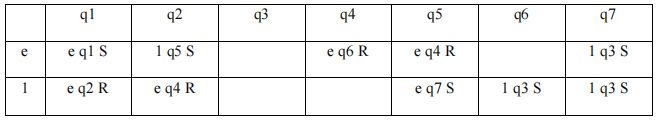 q1 q2 q3 q4 q5 q6 q7
e e q1 S 1 q5 S e q6 R e q4 R 1 q3 S
1 e q2 R e q4 R e q7 S 1 q3 S 1 q3 S